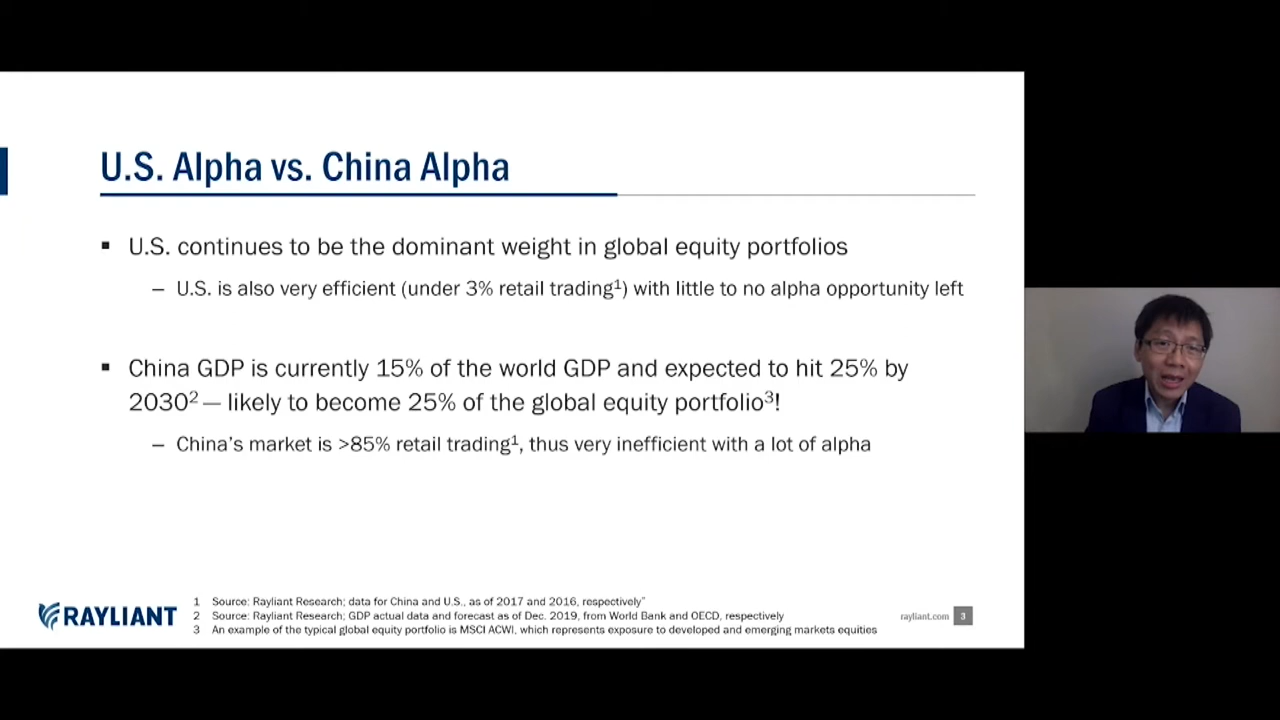 U.S. Alpha vs. China Alpha
▪ U.S. continues to be the dominant weight in global equity portfolios
– U.S. is also very efficient (under 3% retail trading¹) with little to no alpha opportunity left
▪ China GDP is currently 15% of the world GDP and expected to hit 25% by
2030² — likely to become 25% of the global equity portfolio³!
– China’s market is >85% retail trading¹, thus very inefficient with a lot of alpha
RAYLIANT
1 Source: Rayliant Research; data for China and U.S., as of 2017 and 2016, respectively”
2 Source: Rayliant Research; GDP actual data and forecast as of Dec. 2019, from World Bank and OECD, respectively
3 An example of the typical global equity portfolio is MSCI ACWI, which represents exposure to developed and emerging markets equities
rayliant.com 3